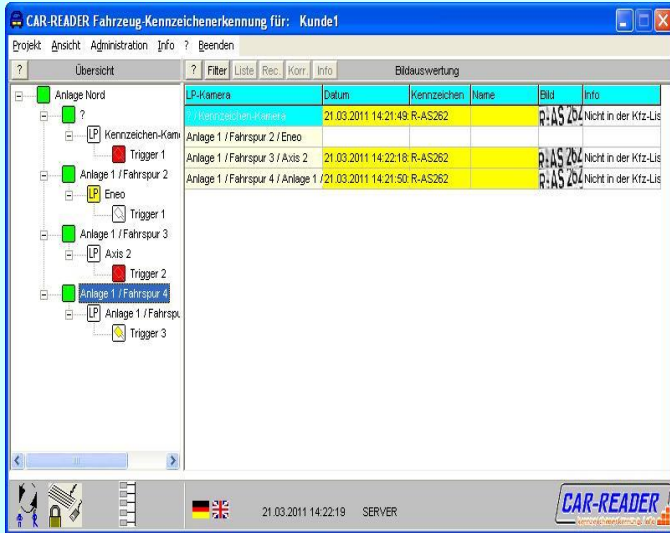 CAR-READER Fahrzeug-Kennzeichenerkennung für: Kunde1
Projekt Ansicht Administration Info ? Beenden
? Übersicht ? Filter Liste Rec. Korr. Info Bildauswertung
Anlage Nord
?
LP Kennzeichen-Kam
Trigger 1
Anlage 1 / Fahrspur 2
LP Eneo
Trigger 1
Anlage 1 / Fahrspur 3
LP Axis 2
Trigger 2
Anlage 1 / Fahrspur 4
LP Anlage 1 / Fahrspu
Trigger 3
LP-Kamera Datum Kennzeichen Name Bild Info
? / Kennzeichen-Kamera 21.03.2011 14:21:49: R-AS262 R:AS 262 Nicht in der Kfz-Lis
Anlage 1 / Fahrspur 2 / Eneo
Anlage 1 / Fahrspur 3 / Axis 2 21.03.2011 14:22:18: R-AS262 R:AS 262 Nicht in der Kfz-Lis
Anlage 1 / Fahrspur 4 / Anlage 1 / 21.03.2011 14:21:50: R-AS262 R:AS 262 Nicht in der Kfz-Lis
21.03.2011 14:22:19 SERVER
CAR-READER